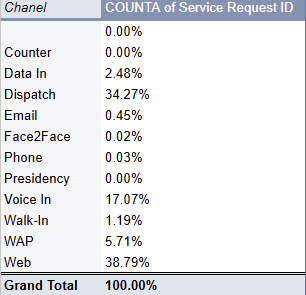 Chanel COUNTA of Service Request ID
0.00%
Counter 0.00%
Data In 2.48%
Dispatch 34.27%
Email 0.45%
Face2Face 0.02%
Phone 0.03%
Presidency 0.00%
Voice In 17.07%
Walk-In 1.19%
WAP 5.71%
Web 38.79%
Grand Total 100.00%